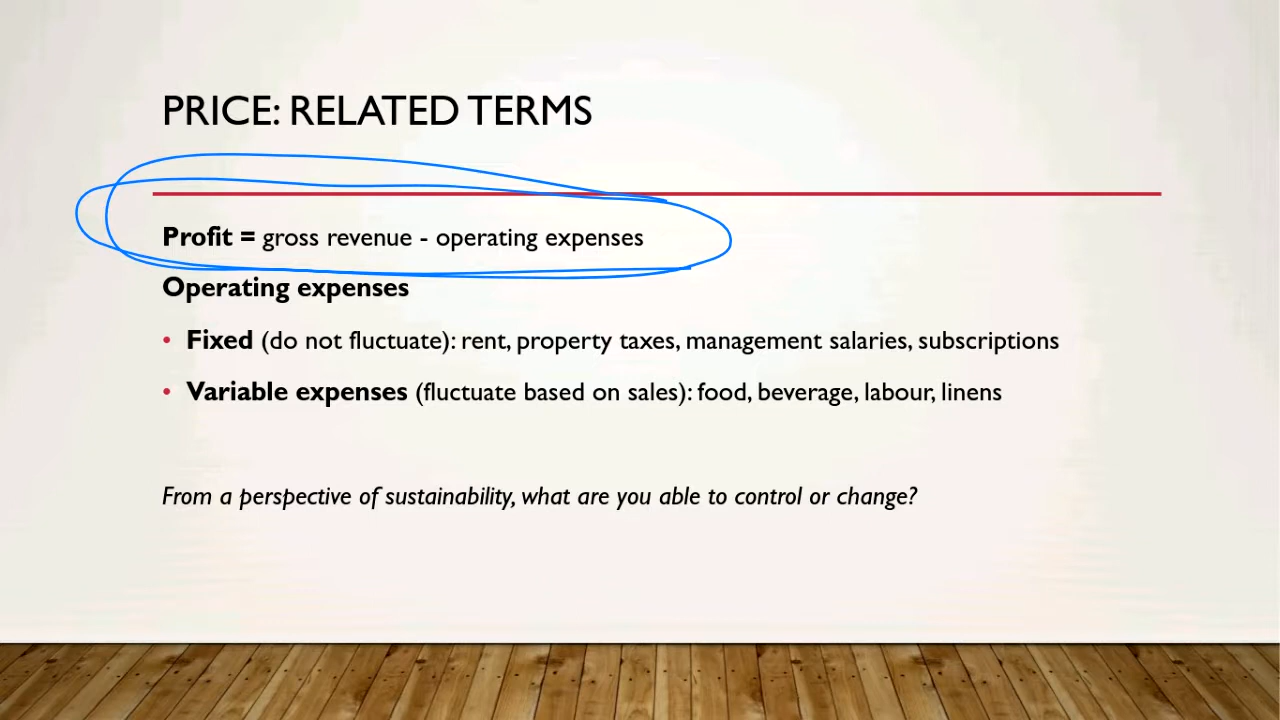 PRICE: RELATED TERMS
Profit = gross revenue - operating expenses
Operating expenses
• Fixed (do not fluctuate): rent, property taxes, management salaries, subscriptions
• Variable expenses (fluctuate based on sales): food, beverage, labour, linens
From a perspective of sustainability, what are you able to control or change?